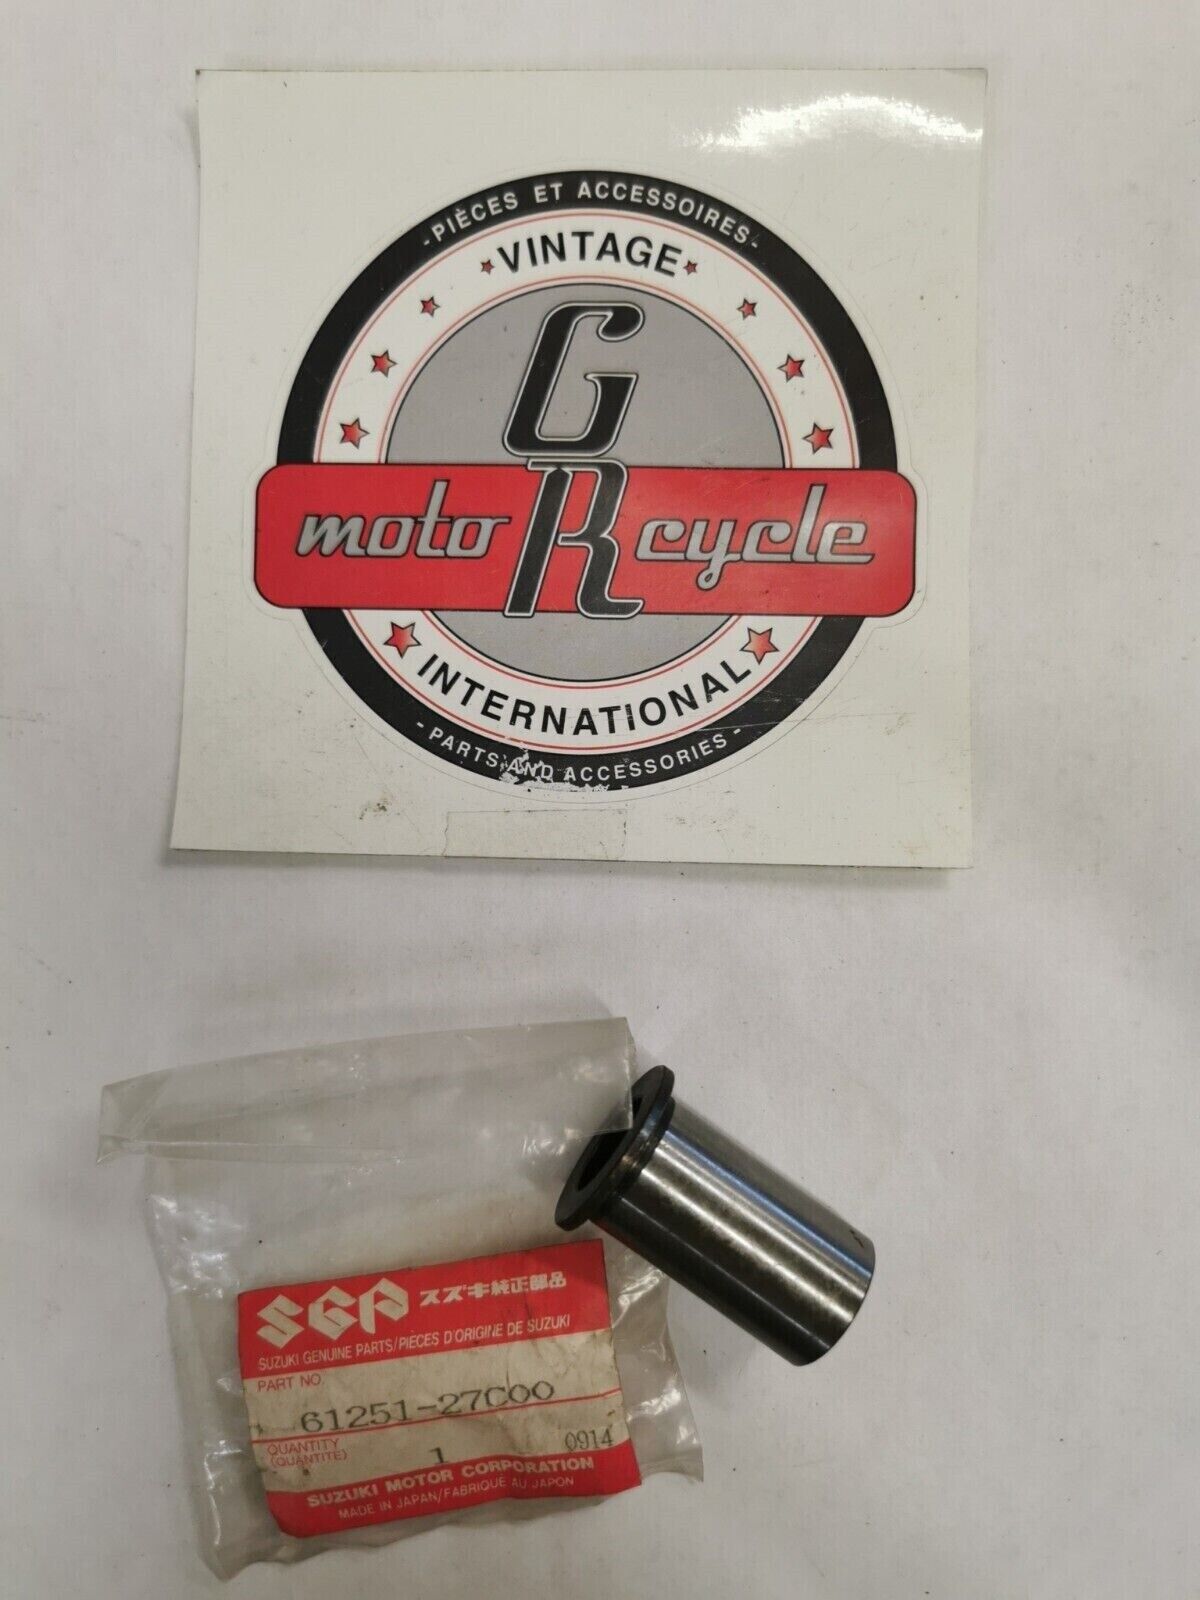 -PIÈCES ET ACCESSOIRES-
VINTAGE
GR
moto cycle
INTERNATIONAL
-PARTS AND ACCESSORIES-
SGP スズキ純正部品
SUZUKI GENUINE PARTS/PIÈCES D'ORIGINE DE SUZUKI
PART NO.
61251-27C00
QUANTITY
(QUANTITÉ) 1 0914
SUZUKI MOTOR CORPORATION
MADE IN JAPAN/FABRIQUÉ AU JAPON